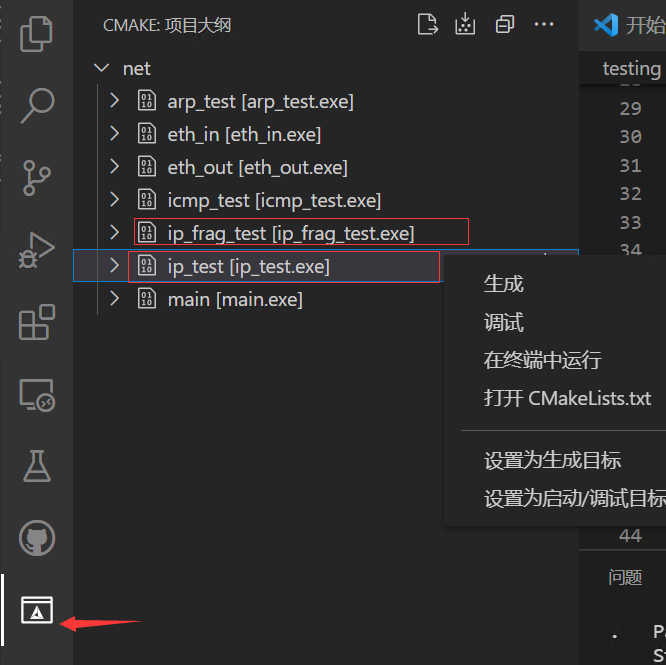 CMAKE: 项目大纲
开始
net
testing
arp_test [arp_test.exe]
eth_in [eth_in.exe]
eth_out [eth_out.exe]
icmp_test [icmp_test.exe]
ip_frag_test [ip_frag_test.exe]
ip_test [ip_test.exe]
main [main.exe]
29
30
31
32
33
34
生成
调试
在终端中运行
打开 CMakeLists.txt
设置为生成目标
设置为启动/调试目标
44
问题